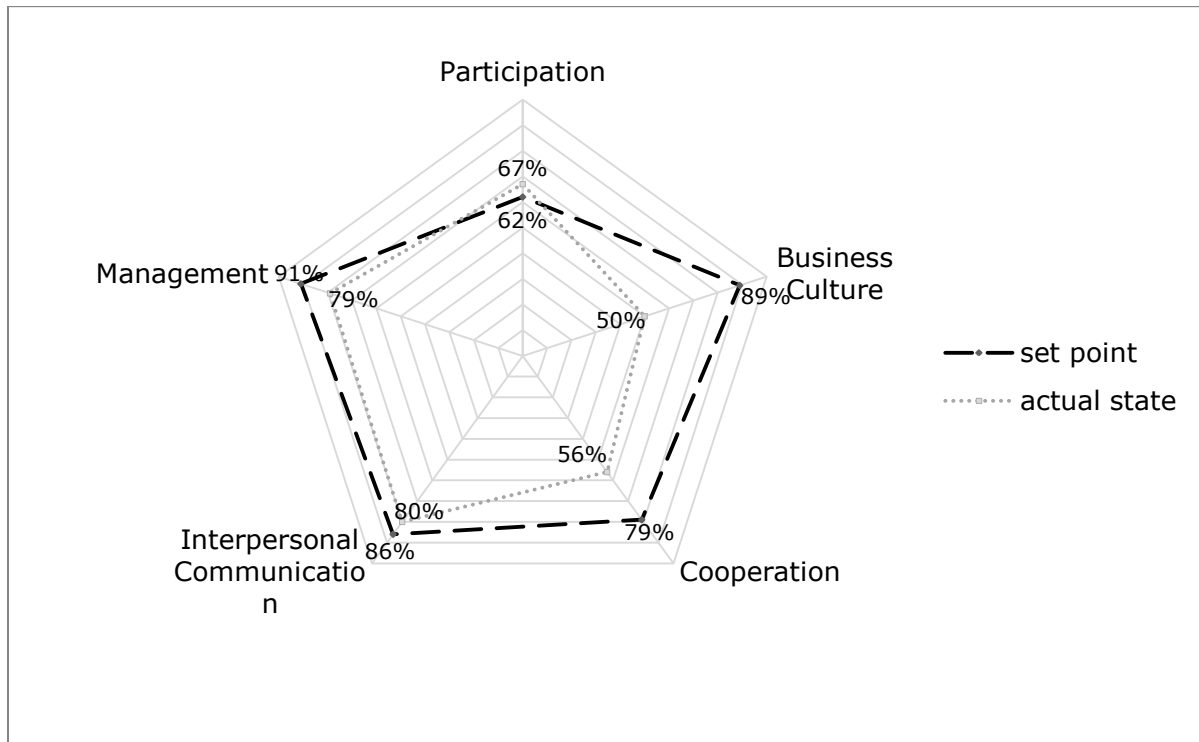 Participation
67%
62%
Business
Culture
89%
50%
Management
91%
79%
set point
actual state
56%
79%
Cooperation
80%
86%
Interpersonal
Communicatio
n